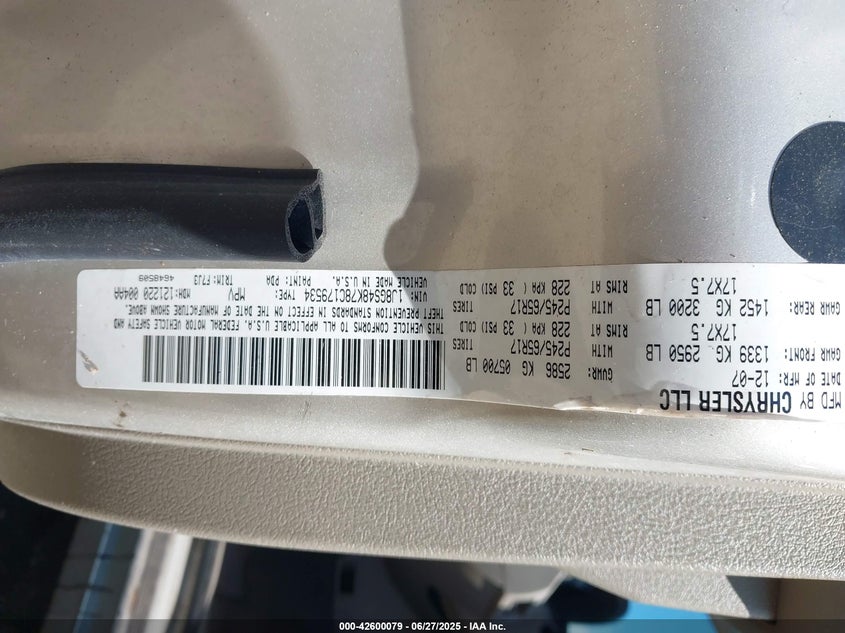 MFD BY CHRYSLER LLC
DATE OF MFR: 12-07 GVWR: 2586 KG 05700 LB
GAWR FRONT: 1339 KG 2950 LB WITH P245/65R17 TIRES
17X7.5 RIMS AT 228 KPA ( 33 PSI) COLD
GAWR REAR: 1452 KG 3200 LB WITH P245/65R17 TIRES
17X7.5 RIMS AT 228 KPA ( 33 PSI) COLD
THIS VEHICLE CONFORMS TO ALL APPLICABLE U.S.A. FEDERAL MOTOR VEHICLE SAFETY AND
THEFT PREVENTION STANDARDS IN EFFECT ON THE DATE OF MANUFACTURE SHOWN ABOVE.
VIN: 1J8GS48K78C179534 TYPE: MPV MDH: 121220 004AA
VEHICLE MADE IN U.S.A. PAINT: PDA TRIM: F7J3 4648509
000-42600079 | 06/27/2025 - IAA Inc.